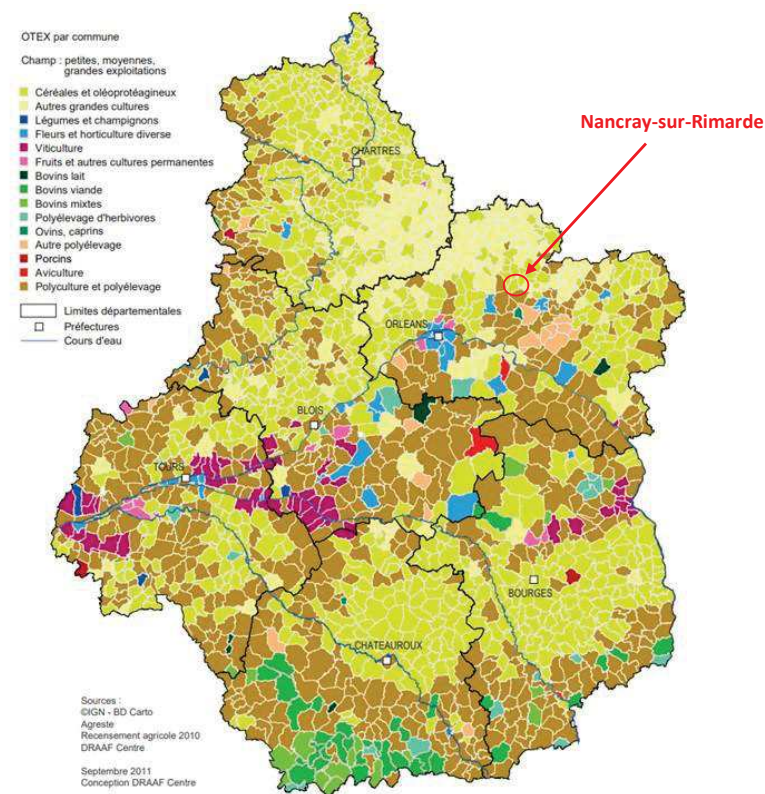 OTEX par commune
Champ : petites, moyennes,
grandes exploitations
Céréales et oléoprotéagineux
Autres grandes cultures
Légumes et champignons
Fleurs et horticulture diverse
Viticulture
Fruits et autres cultures permanentes
Bovins lait
Bovins viande
Bovins mixtes
Polyélevage d'herbivores
Ovins, caprins
Autre polyélevage
Porcins
Aviculture
Polyculture et polyélevage
Limites départementales
Préfectures
Cours d'eau
Nancray-sur-Rimarde
CHARTRES
ORLEANS
BLOIS
TOURS
BOURGES
CHATEAUROUX
Sources :
©IGN - BD Carto
Agreste
Recensement agricole 2010
DRAAF Centre
Septembre 2011
Conception DRAAF Centre